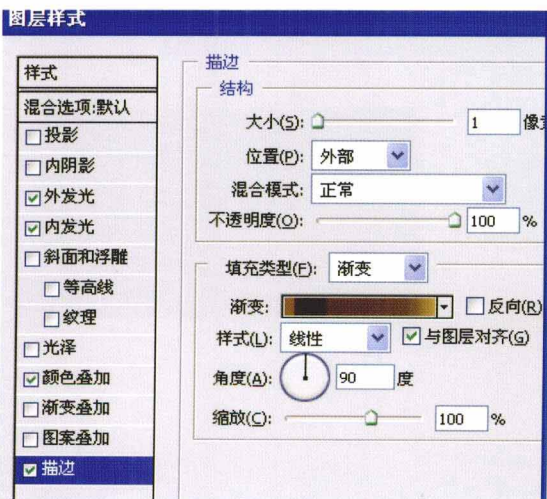 图层样式
样式
混合选项:默认
投影
内阴影
外发光
内发光
斜面和浮雕
等高线
纹理
光泽
颜色叠加
渐变叠加
图案叠加
描边
描边
结构
大小(S): 1 像
位置(P): 外部
混合模式: 正常
不透明度(O): 100 %
填充类型(F): 渐变
渐变: 反向(R)
样式(L): 线性 与图层对齐(G)
角度(A): 90 度
缩放(C): 100 %